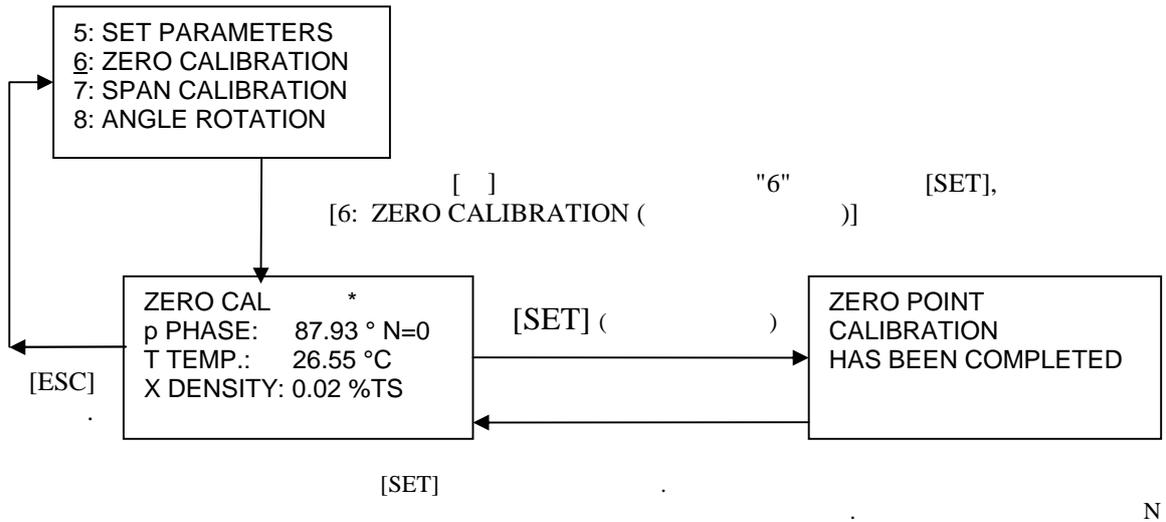 5: SET PARAMETERS
6: ZERO CALIBRATION
7: SPAN CALIBRATION
8: ANGLE ROTATION
[ ] "6" [SET],
[6: ZERO CALIBRATION ( )]
ZERO CAL *
p PHASE: 87.93 ° N=0
T TEMP.: 26.55 °C
X DENSITY: 0.02 %TS
[SET] ( )
ZERO POINT
CALIBRATION
HAS BEEN COMPLETED
[ESC]
.
[SET] .
. N